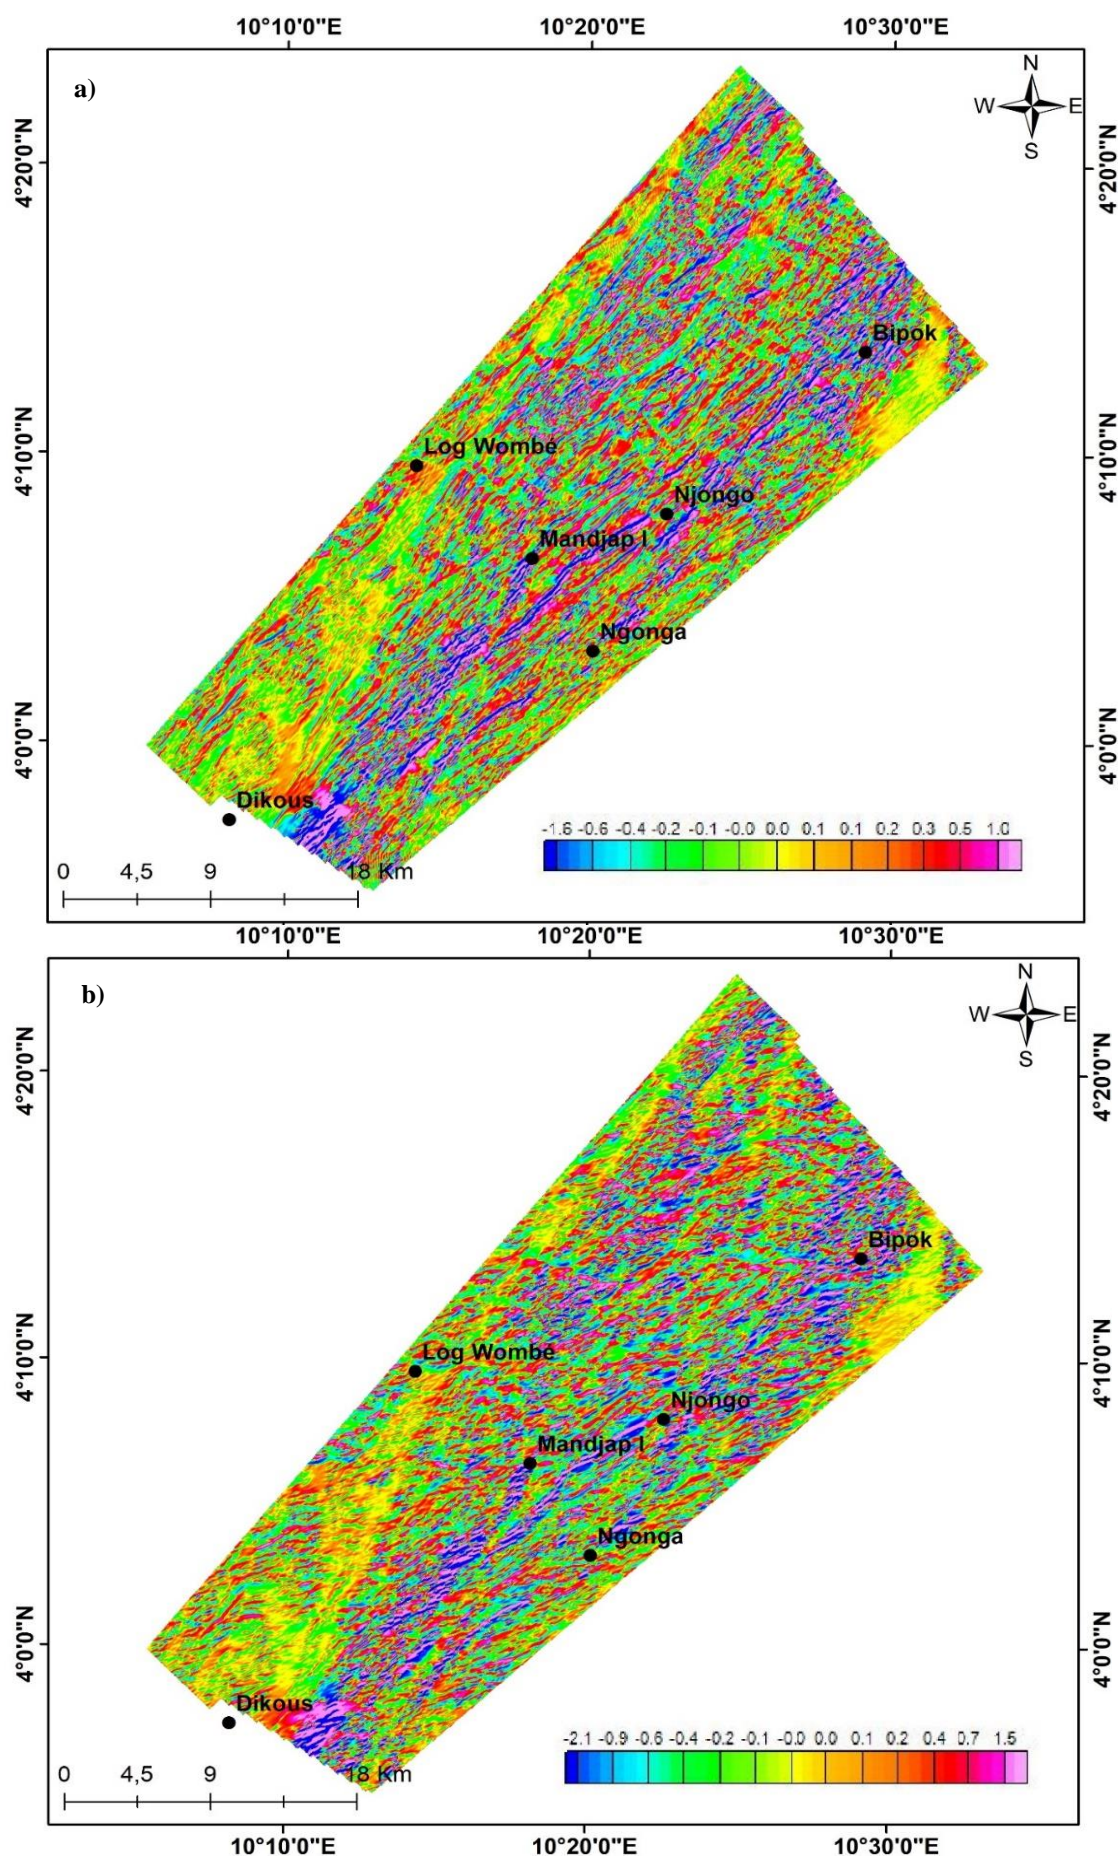 10°10'0"E 10°20'0"E 10°30'0"E
a)
N
W E
S
4°20'0"N 4°20'0"N
Bipok
4°10'0"N 4°10'0"N
Log Wombé
Njongo
Mandjap I
Ngonga
4°0'0"N 4°0'0"N
Dikous
-1.6 -0.6 -0.4 -0.2 -0.1 -0.0 0.0 0.1 0.1 0.2 0.3 0.5 1.0
0 4,5 9 18 Km
10°10'0"E 10°20'0"E 10°30'0"E
b)
N
W E
S
4°20'0"N 4°20'0"N
Bipok
4°10'0"N 4°10'0"N
Log Wombé
Njongo
Mandjap I
Ngonga
4°0'0"N 4°0'0"N
Dikous
-2.1 -0.9 -0.6 -0.4 -0.2 -0.1 -0.0 0.0 0.1 0.2 0.4 0.7 1.5
0 4,5 9 18 Km
10°10'0"E 10°20'0"E 10°30'0"E